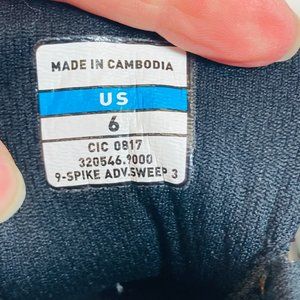 MADE IN CAMBODIA
US
6
CIC 0817
320546.9000
9-SPIKE ADV.SWEEP 3